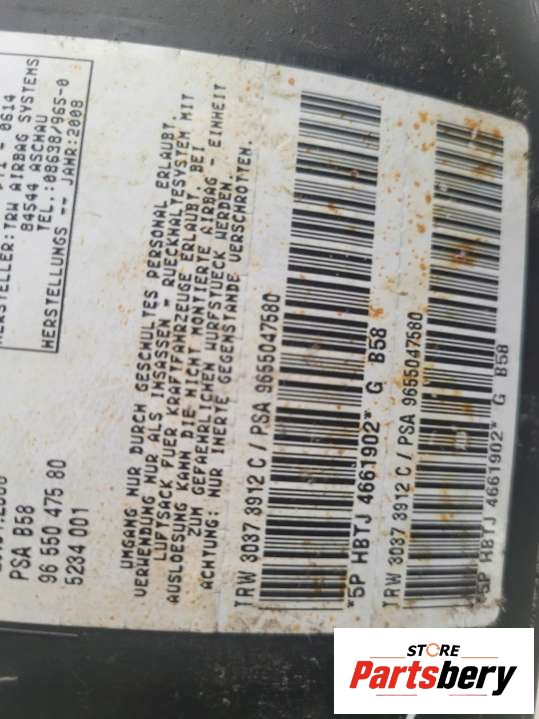 HERSTELLER:TRW AIRBAG SYSTEMS
84544 ASCHAU
TEL.:08638/965-0
HERSTELLUNGS -- JAHR:2008
PSA B58
96 550 475 80
5234 001
UMGANG NUR DURCH GESCHULTES PERSONAL ERLAUBT.
VERWENDUNG NUR ALS INSASSEN - RUECKHALTESYSTEM MIT
LUFTSACK FUER KRAFTFAHRZEUGE ERLAUBT. BEI
AUSLOESUNG KANN DIE NICHT MONTIERTE AIRBAG - EINHEIT
ZUM GEFAEHRLICHEN WURFSTUECK WERDEN.
ACHTUNG: NUR INERTE GEGENSTAENDE VERSCHROTTEN.
TRW 3037 3912 C / PSA 9655047580
*5P HBTJ 4661902* G B58
TRW 3037 3912 C / PSA 9655047580
*5P HBTJ 4661902* G B58
STORE
Partsbery